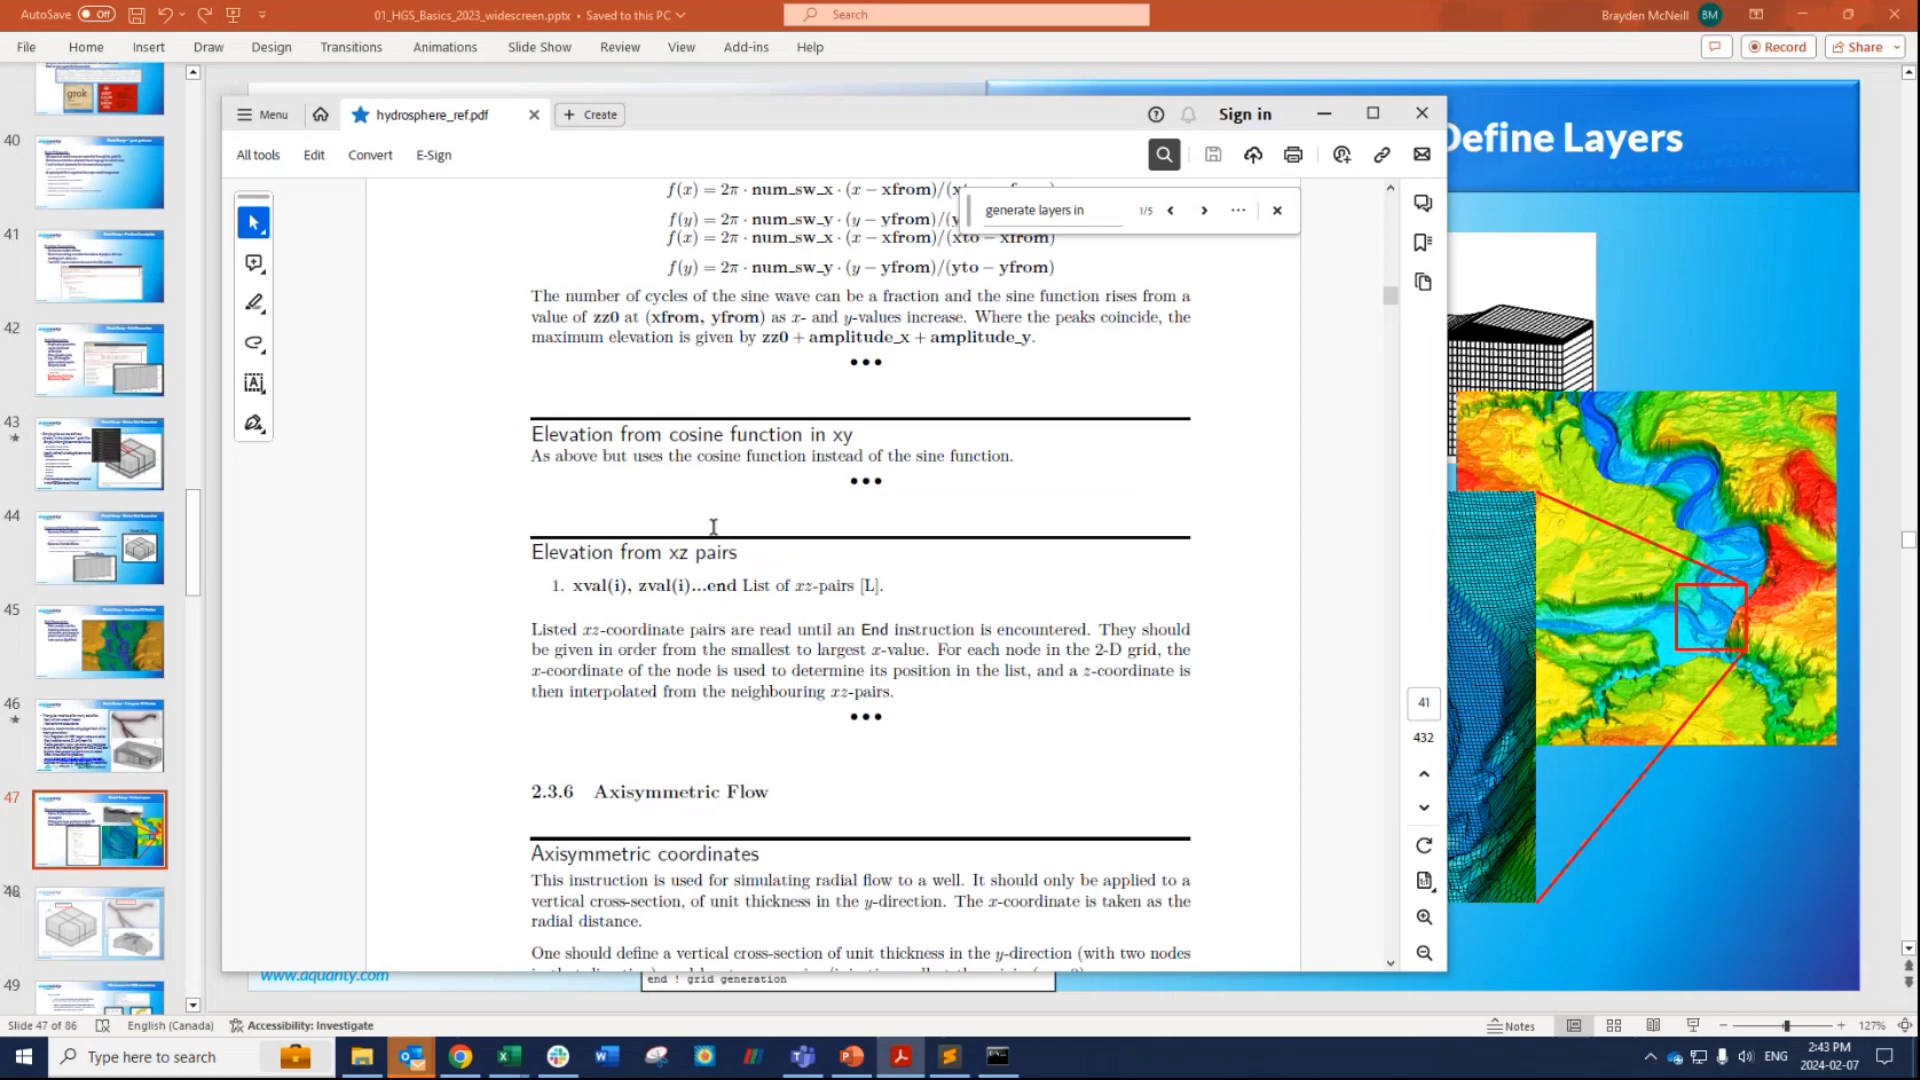 AutoSave Off
01_HGS_Basics_2023_widescreen.pptx • Saved to this PC
Search
Brayden McNeill BM
File Home Insert Draw Design Transitions Animations Slide Show Review View Add-ins Help
Record Share
Define Layers
Menu
hydrosphere_ref.pdf
+ Create
Sign in
All tools Edit Convert E-Sign
generate layers in 1/5
f(x) = 2π · num_sw_x · (x − xfrom)/(
f(y) = 2π · num_sw_y · (y − yfrom)/(y
f(x) = 2π · num_sw_x · (x − xfrom)/(xto − xfrom)
f(y) = 2π · num_sw_y · (y − yfrom)/(yto − yfrom)
The number of cycles of the sine wave can be a fraction and the sine function rises from a
value of zz0 at (xfrom, yfrom) as x- and y-values increase. Where the peaks coincide, the
maximum elevation is given by zz0 + amplitude_x + amplitude_y.
• • •
Elevation from cosine function in xy
As above but uses the cosine function instead of the sine function.
• • •
Elevation from xz pairs
1. xval(i), zval(i)...end List of xz-pairs [L].
Listed xz-coordinate pairs are read until an End instruction is encountered. They should
be given in order from the smallest to largest x-value. For each node in the 2-D grid, the
x-coordinate of the node is used to determine its position in the list, and a z-coordinate is
then interpolated from the neighbouring xz-pairs.
• • •
2.3.6 Axisymmetric Flow
Axisymmetric coordinates
This instruction is used for simulating radial flow to a well. It should only be applied to a
vertical cross-section, of unit thickness in the y-direction. The x-coordinate is taken as the
radial distance.
One should define a vertical cross-section of unit thickness in the y-direction (with two nodes
41
432
grok
40
41
42
43
44
45
46
47
48
49
www.aquanty.com
end ! grid generation
Slide 47 of 86
English (Canada)
Accessibility: Investigate
Notes
127%
Type here to search
ENG
2:43 PM
2024-02-07